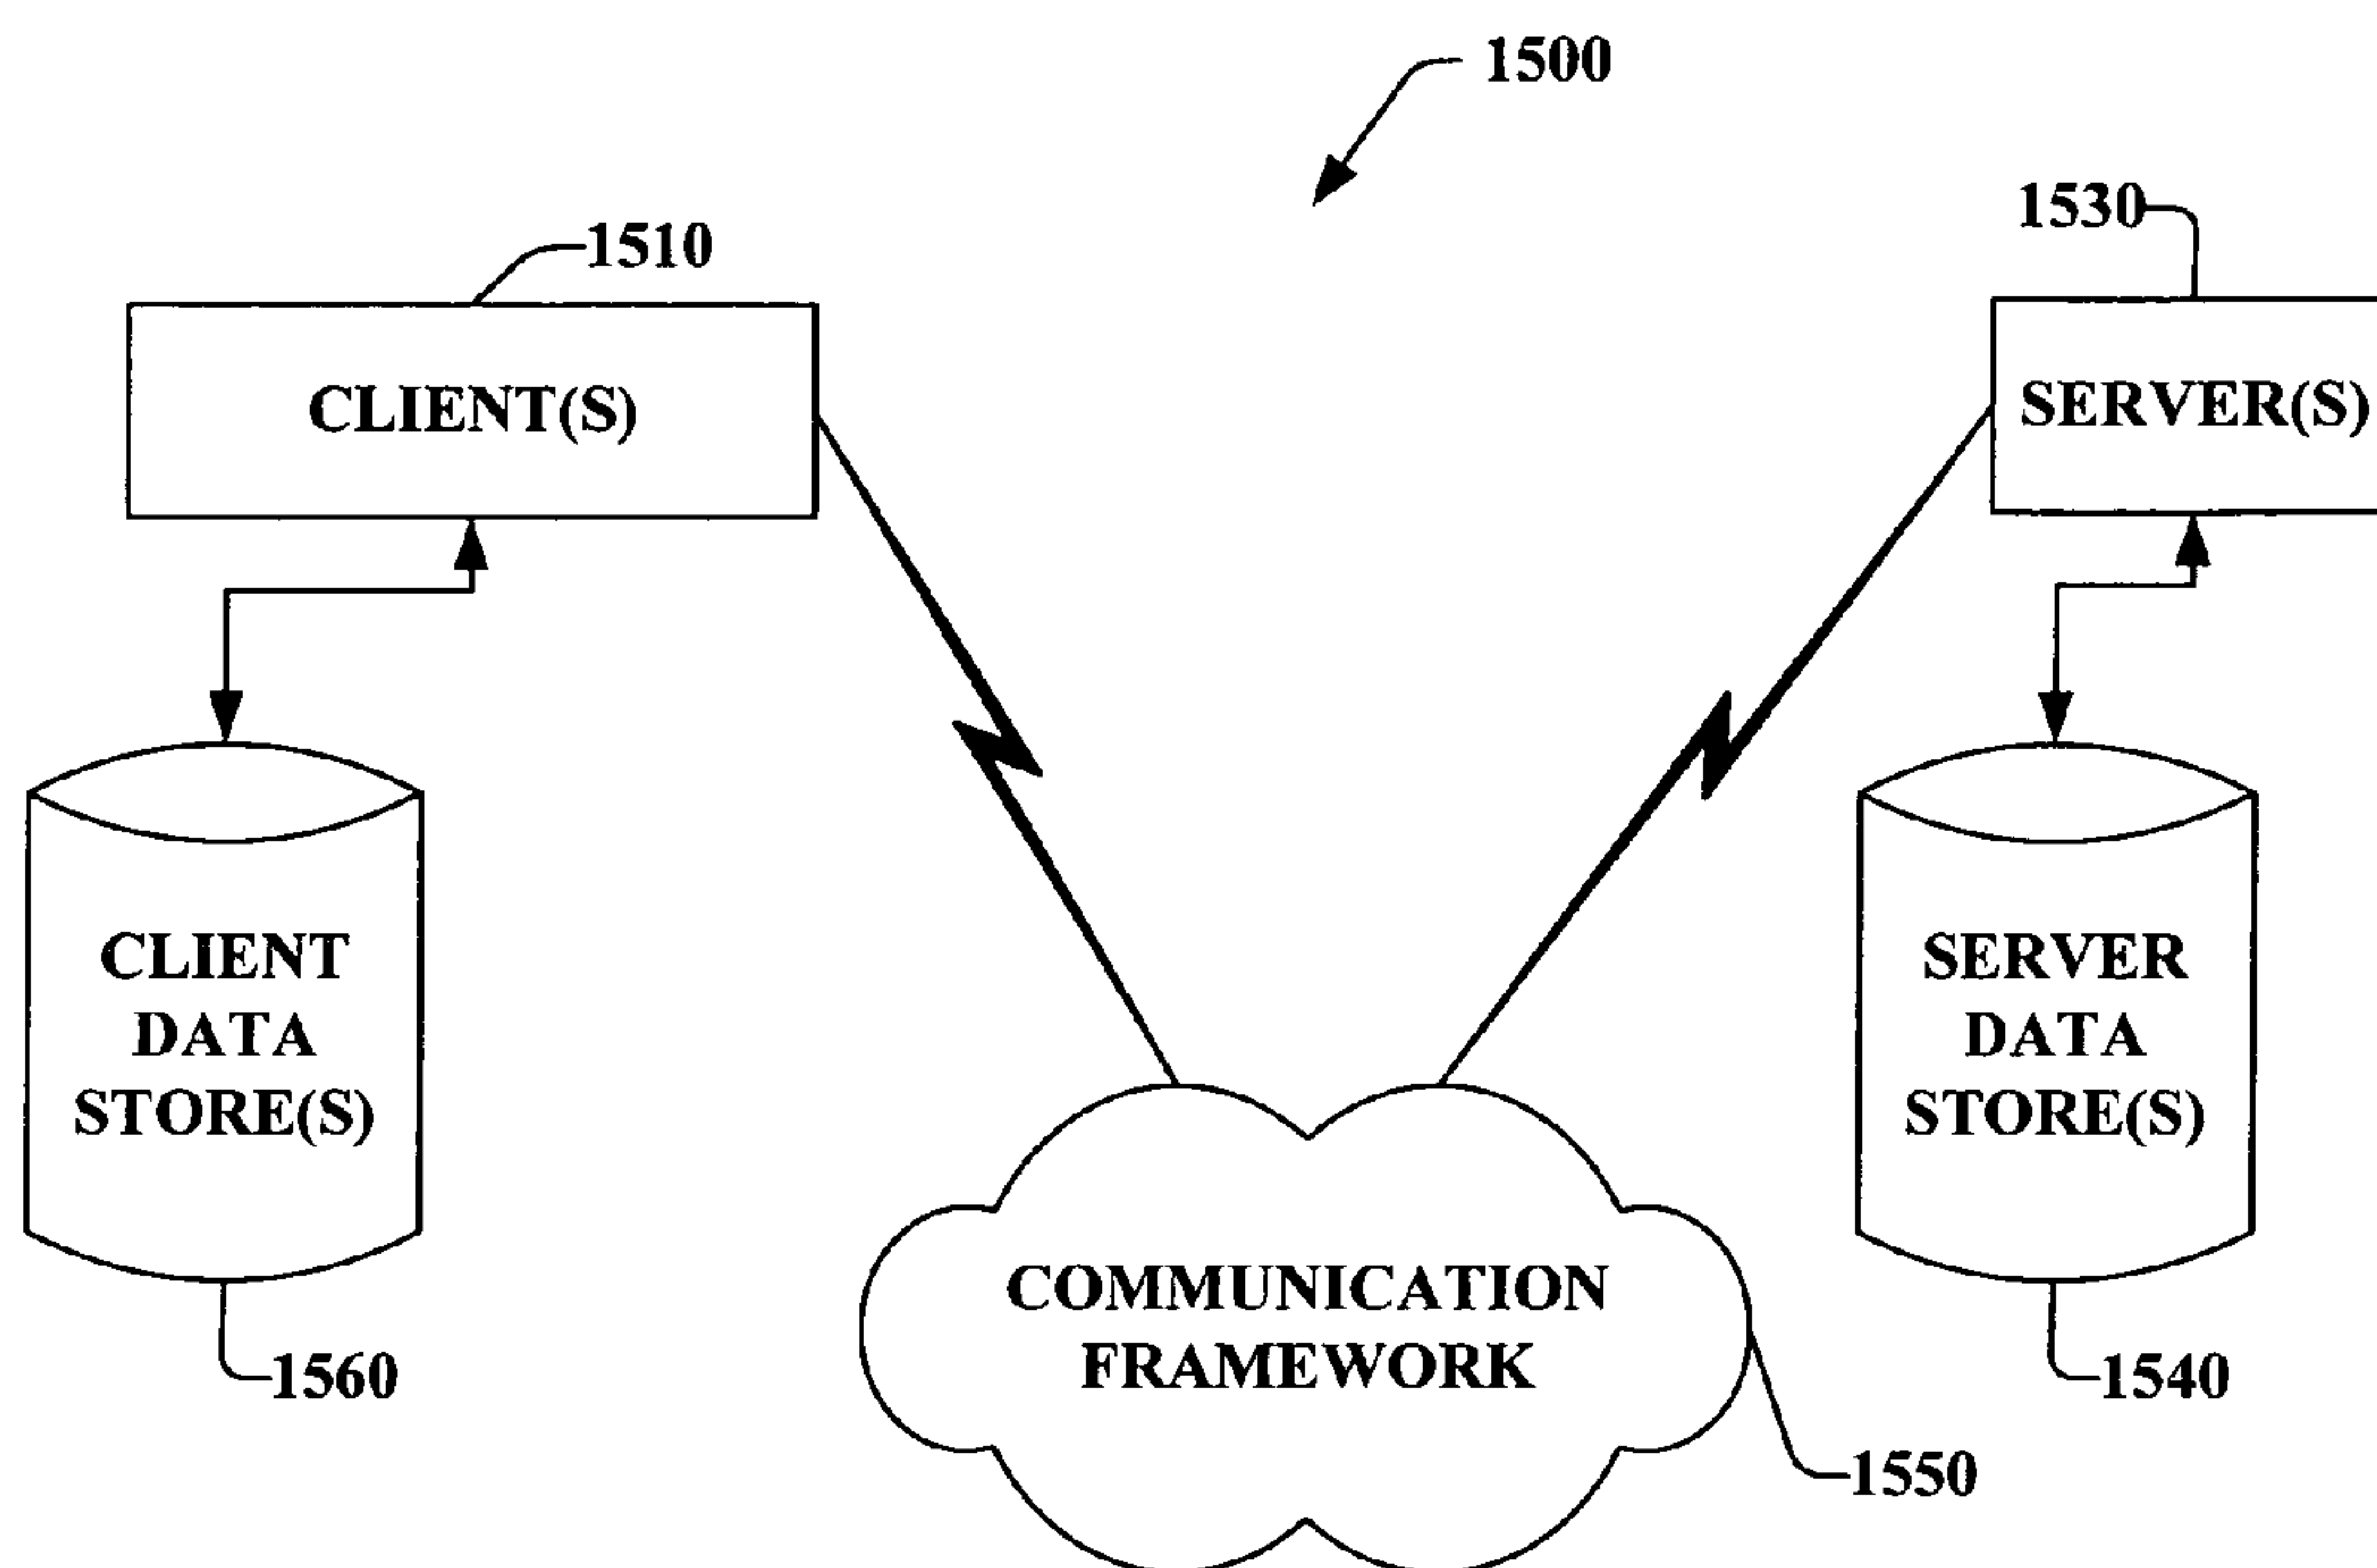 1500
1510
1530
CLIENT(S)
SERVER(S)
CLIENT
DATA
STORE(S)
SERVER
DATA
STORE(S)
COMMUNICATION
FRAMEWORK
1560
1540
1550